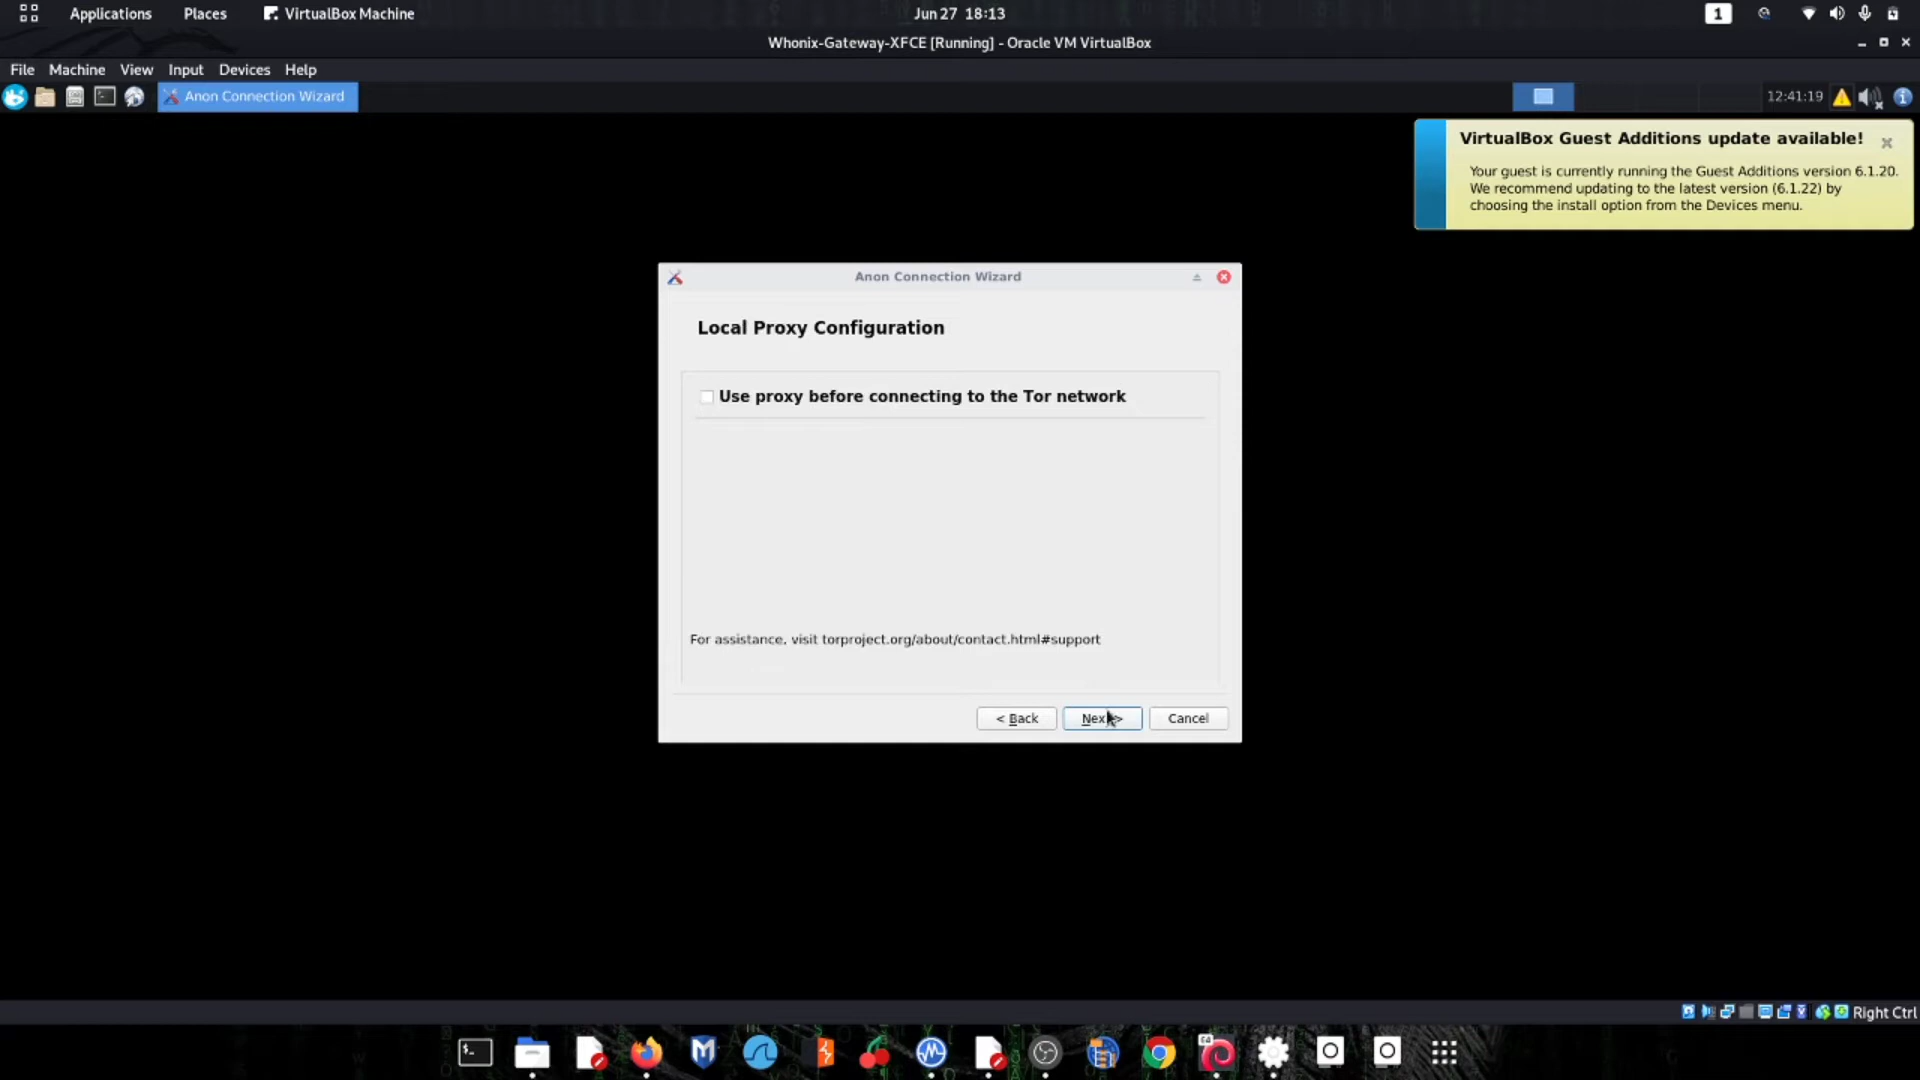 Applications Places VirtualBox Machine Jun 27 18:13 1
Whonix-Gateway-XFCE [Running] - Oracle VM VirtualBox
File Machine View Input Devices Help
Anon Connection Wizard 12:41:19
VirtualBox Guest Additions update available!
Your guest is currently running the Guest Additions version 6.1.20.
We recommend updating to the latest version (6.1.22) by
choosing the install option from the Devices menu.
Anon Connection Wizard
Local Proxy Configuration
Use proxy before connecting to the Tor network
For assistance, visit torproject.org/about/contact.html#support
< Back Next > Cancel
Right Ctrl
64